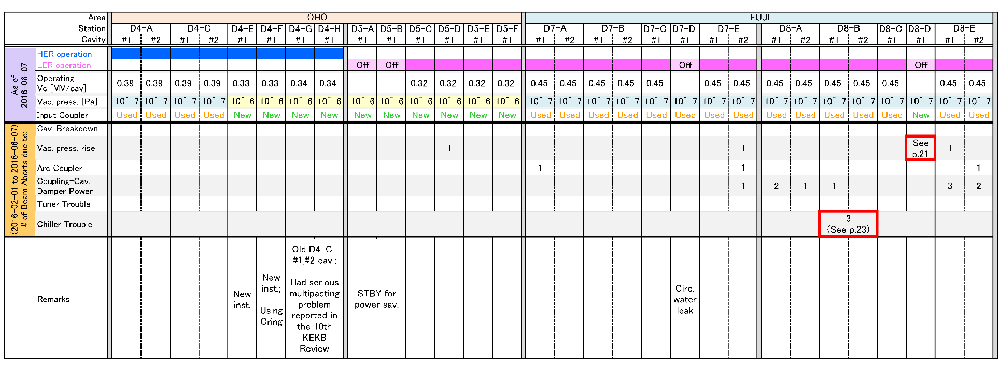 Area OHO FUJI
Station D4-A D4-C D4-E D4-F D4-G D4-H D5-A D5-B D5-C D5-D D5-E D5-F D7-A D7-B D7-C D7-D D7-E D8-A D8-B D8-C D8-D D8-E
Cavity #1 #2 #1 #2 #1 #1 #1 #1 #1 #1 #1 #1 #1 #1 #1 #2 #1 #2 #1 #1 #1 #2 #1 #2 #1 #2 #1 #1 #1 #2
As of
2016-06-07
HER operation
LER operation Off Off Off Off
Operating
Vc [MV/cav] 0.39 0.39 0.39 0.39 0.33 0.33 0.34 0.34 - - 0.32 0.32 0.32 0.32 0.45 0.45 0.45 0.45 0.45 - 0.45 0.45 0.45 0.45 0.45 0.45 0.45 - 0.45 0.45
Vac. press. [Pa] 10^-7 10^-7 10^-7 10^-7 10^-6 10^-6 10^-6 10^-6 10^-6 10^-6 10^-6 10^-6 10^-6 10^-6 10^-7 10^-7 10^-7 10^-7 10^-7 10^-7 10^-7 10^-7 10^-7 10^-7 10^-7 10^-7 10^-7 10^-7 10^-7 10^-7
Input Coupler Used Used Used Used New New New New New New New New New New Used Used Used Used Used Used Used Used Used Used Used Used Used New Used Used
(2016-02-01 to 2016-06-07)
# of Beam Aborts due to:
Cav. Breakdown
Vac. press. rise 1 1 See
p.21 1
Arc Coupler 1 1 1
Coupling-Cav.
Damper Power 1 2 1 1 3 2
Tuner Trouble
Chiller Trouble 3
(See p.23)
Remarks
New
inst.
New
inst.;
Using
Oring
Old D4-C-
#1,#2 cav.;
Had serious
multipacting
problem
reported in
the 10th
KEKB
Review
STBY for
power sav.
Circ.
water
leak